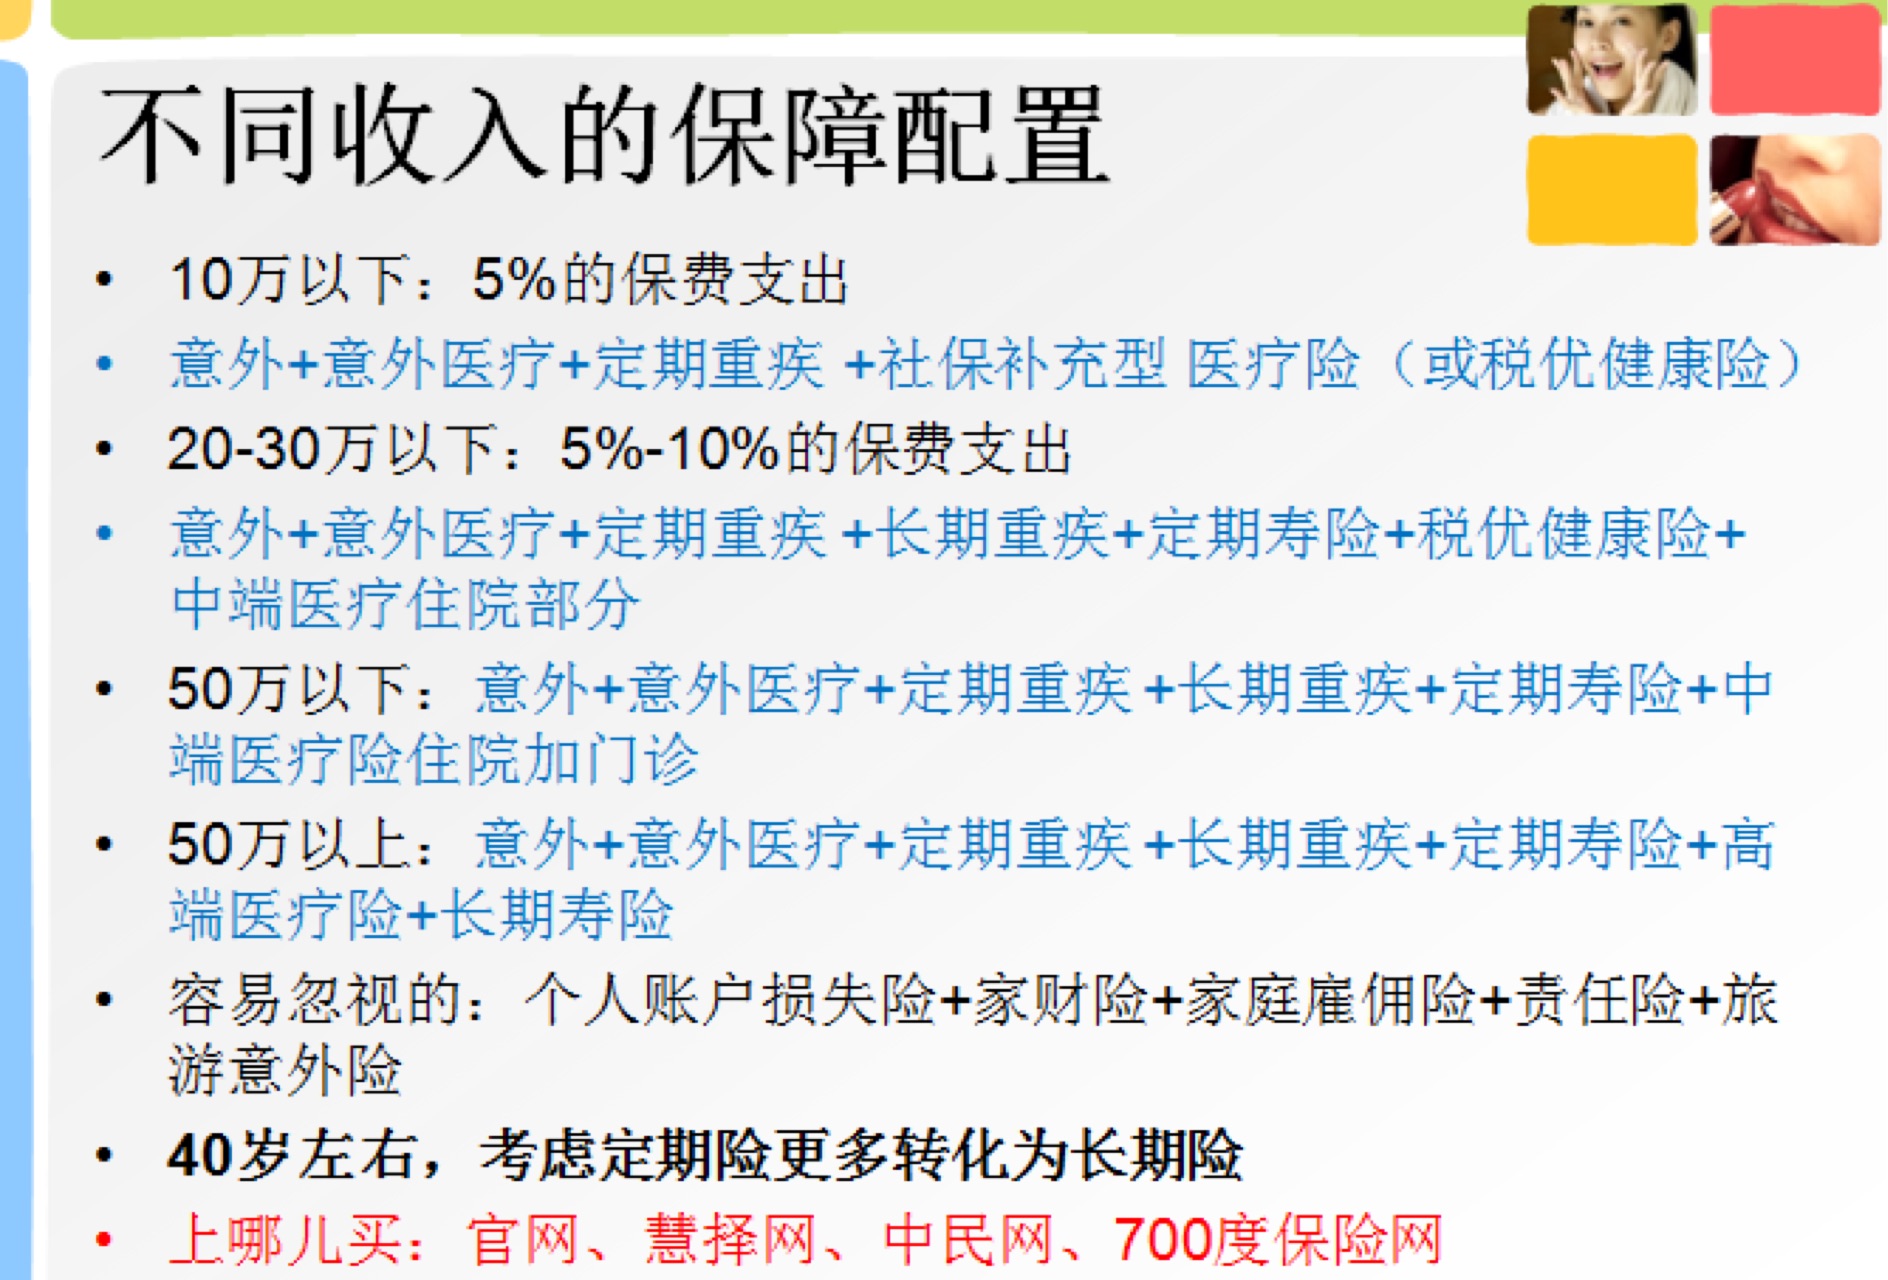 不同收入的保障配置
• 10万以下：5%的保费支出
• 意外+意外医疗+定期重疾 +社保补充型 医疗险（或税优健康险）
• 20-30万以下：5%-10%的保费支出
• 意外+意外医疗+定期重疾 +长期重疾+定期寿险+税优健康险+
中端医疗住院部分
• 50万以下：意外+意外医疗+定期重疾 +长期重疾+定期寿险+中
端医疗险住院加门诊
• 50万以上：意外+意外医疗+定期重疾 +长期重疾+定期寿险+高
端医疗险+长期寿险
• 容易忽视的：个人账户损失险+家财险+家庭雇佣险+责任险+旅
游意外险
• 40岁左右，考虑定期险更多转化为长期险
• 上哪儿买：官网、慧择网、中民网、700度保险网